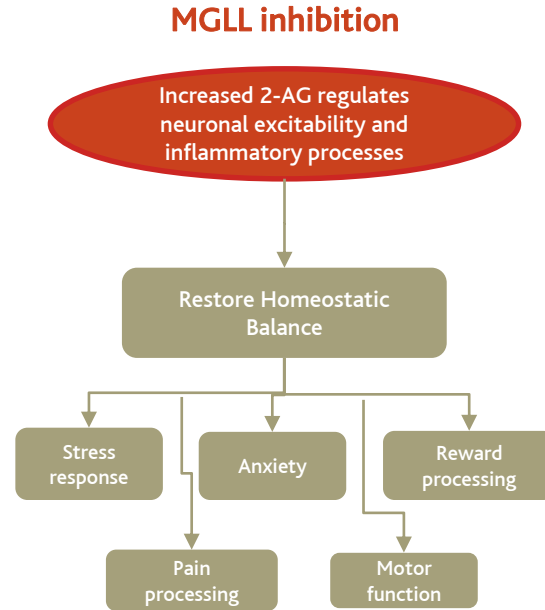 MGLL inhibition
Increased 2-AG regulates
neuronal excitability and
inflammatory processes
Restore Homeostatic
Balance
Stress
response
Anxiety
Reward
processing
Pain
processing
Motor
function